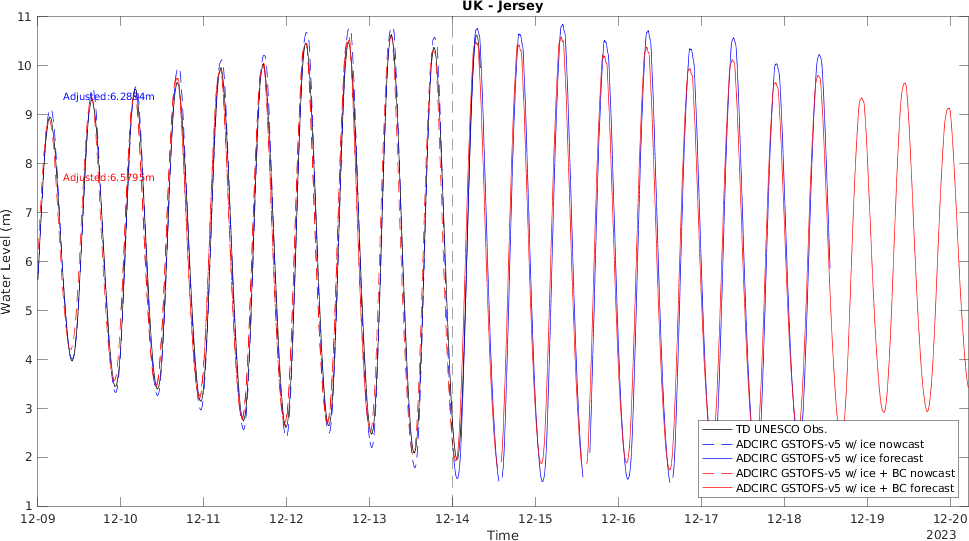 UK - Jersey
11
10
9
8
7
6
5
4
3
2
1
Water Level (m)
Adjusted:6.2894m
Adjusted:6.5795m
TD UNESCO Obs.
ADCIRC GSTOFS-v5 w/ ice nowcast
ADCIRC GSTOFS-v5 w/ ice forecast
ADCIRC GSTOFS-v5 w/ ice + BC nowcast
ADCIRC GSTOFS-v5 w/ ice + BC forecast
12-09 12-10 12-11 12-12 12-13 12-14 12-15 12-16 12-17 12-18 12-19 12-20
Time
2023